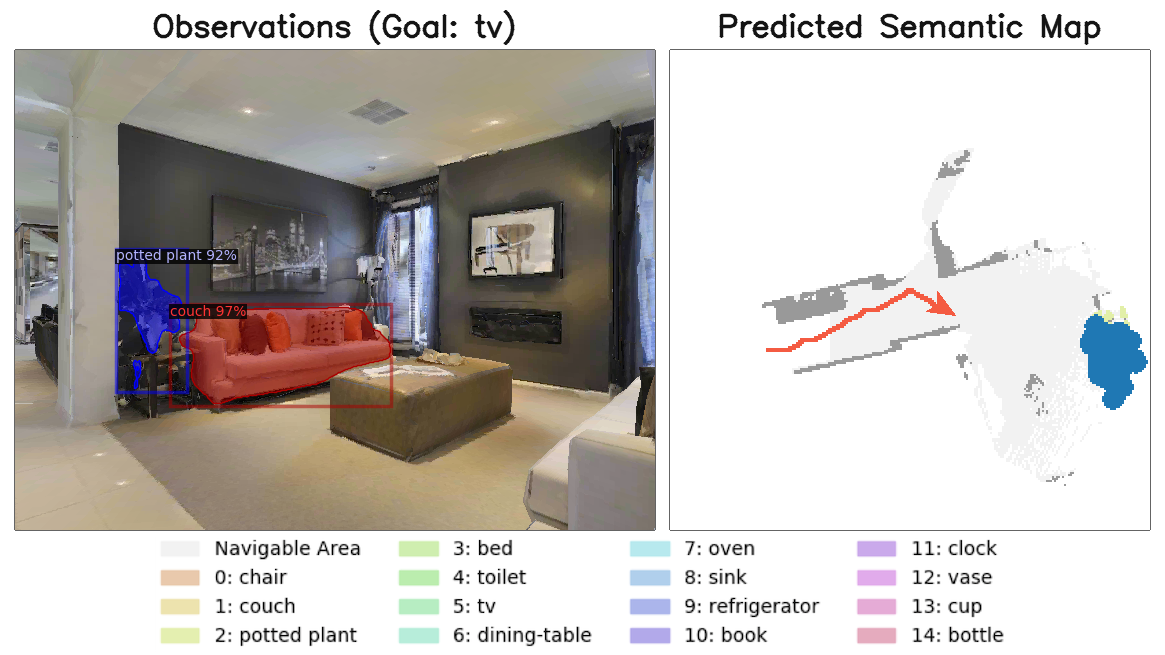 Observations (Goal: tv)
Predicted Semantic Map
potted plant 92%
couch 97%
Navigable Area
0: chair
1: couch
2: potted plant
3: bed
4: toilet
5: tv
6: dining-table
7: oven
8: sink
9: refrigerator
10: book
11: clock
12: vase
13: cup
14: bottle